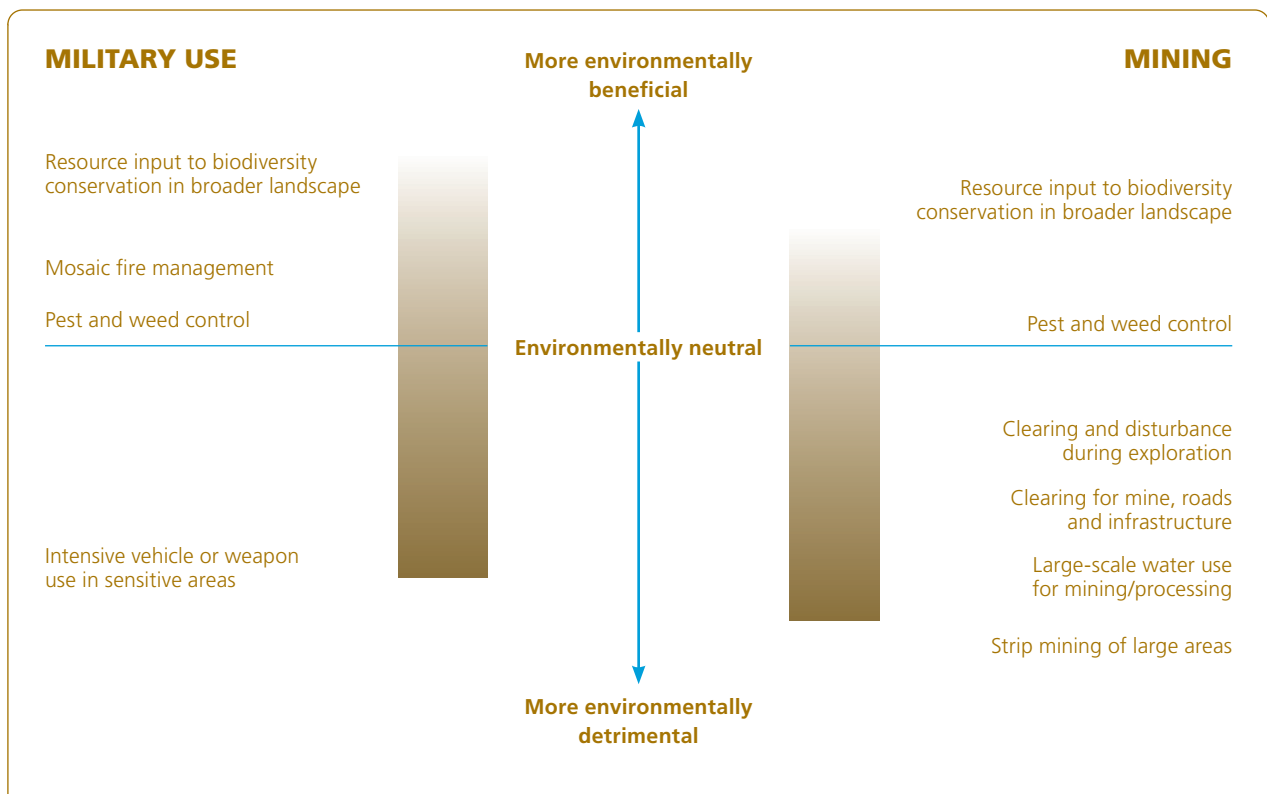 MILITARY USE
Resource input to biodiversity
conservation in broader landscape
Mosaic fire management
Pest and weed control
Intensive vehicle or weapon
use in sensitive areas
More environmentally
beneficial
Environmentally neutral
More environmentally
detrimental
MINING
Resource input to biodiversity
conservation in broader landscape
Pest and weed control
Clearing and disturbance
during exploration
Clearing for mine, roads
and infrastructure
Large-scale water use
for mining/processing
Strip mining of large areas